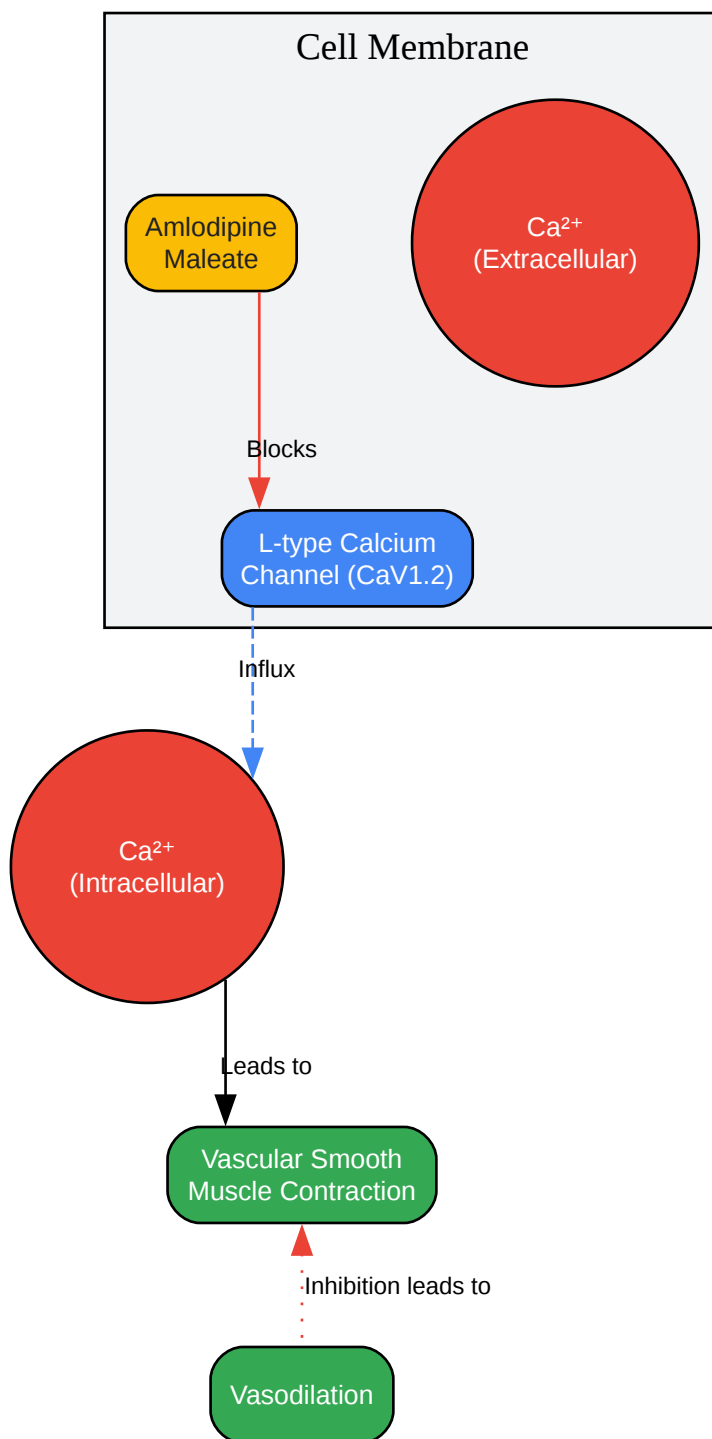 Cell Membrane
Amlodipine
Maleate
Ca²⁺
(Extracellular)
Blocks
L-type Calcium
Channel (CaV1.2)
Influx
Ca²⁺
(Intracellular)
Leads to
Vascular Smooth
Muscle Contraction
Inhibition leads to
Vasodilation